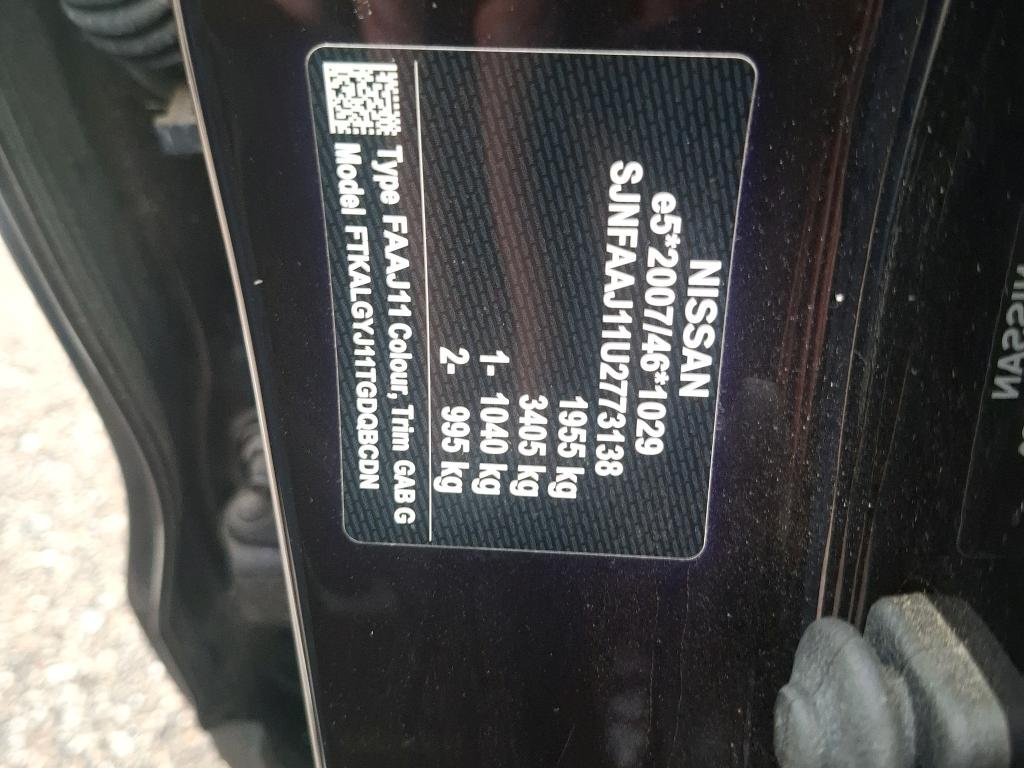 NISSAN
e5*2007/46*1029
SJNFAAJ11U2773138
1955 kg
3405 kg
1- 1040 kg
2- 995 kg
Type FAAJ11 Colour, Trim GAB G
Model FTKALGYJ11TGDQBCDN
NISSAN